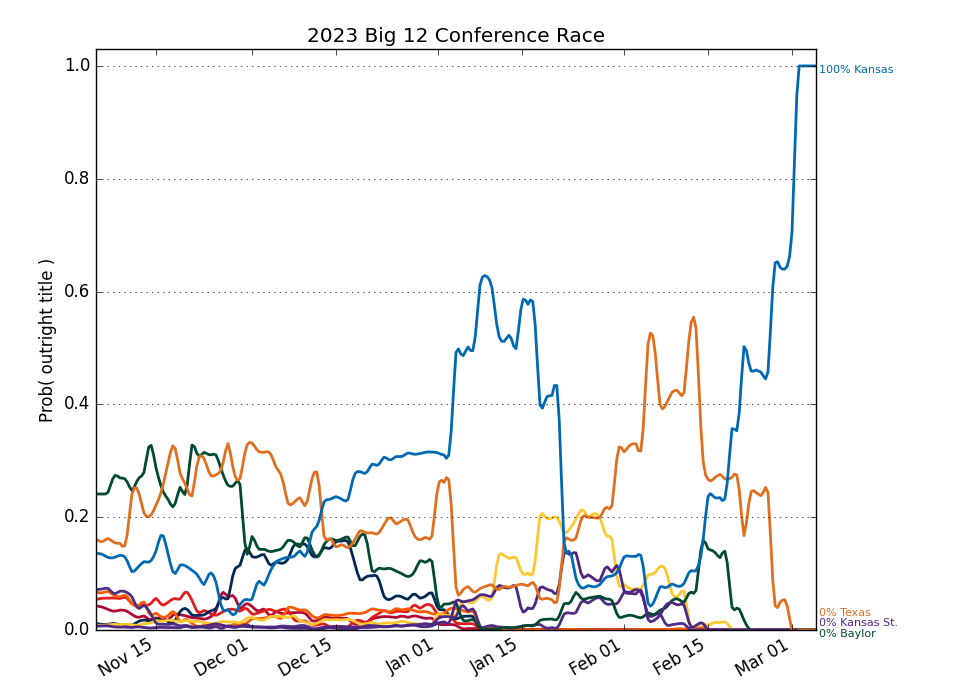 2023 Big 12 Conference Race
Prob( outright title )
1.0
0.8
0.6
0.4
0.2
0.0
Nov 15
Dec 01
Dec 15
Jan 01
Jan 15
Feb 01
Feb 15
Mar 01
100% Kansas
0% Texas
0% Kansas St.
0% Baylor